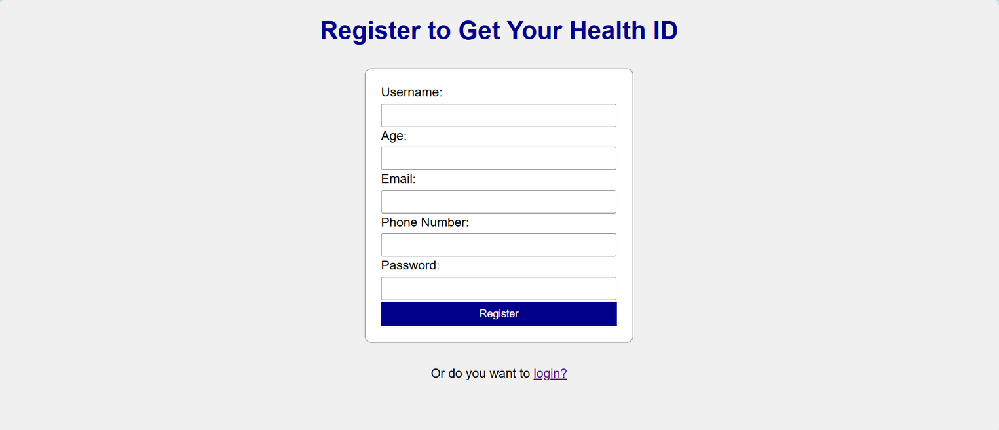 Register to Get Your Health ID
Username:
Age:
Email:
Phone Number:
Password:
Register
Or do you want to login?